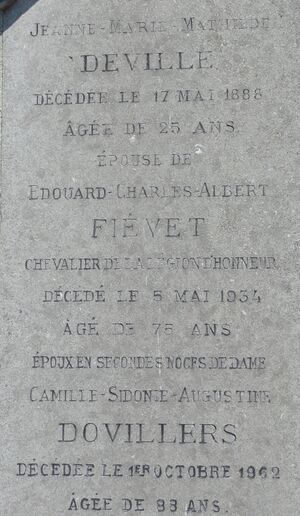 JEANNE-MARIE-MATHILDE
DEVILLE
DÉCÉDÉE LE 17 MAI 1888
ÂGÉE DE 25 ANS
ÉPOUSE DE
EDOUARD-CHARLES-ALBERT
FIÉVET
CHEVALIER DE LA LÉGION D'HONNEUR
DÉCÉDÉ LE 5 MAI 1934
ÂGÉ DE 75 ANS
ÉPOUX EN SECONDES NOCES DE DAME
CAMILLE-SIDONIE-AUGUSTINE
DOVILLERS
DÉCÉDÉE LE 1ER OCTOBRE 1962
ÂGÉE DE 93 ANS.